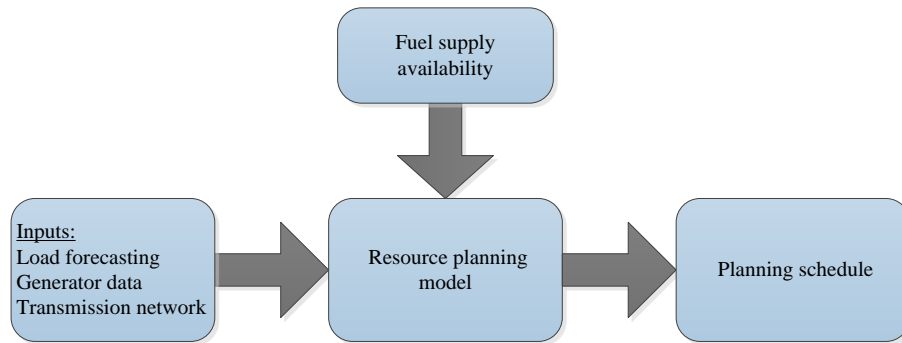 Fuel supply
availability
Inputs:
Load forecasting
Generator data
Transmission network
Resource planning
model
Planning schedule